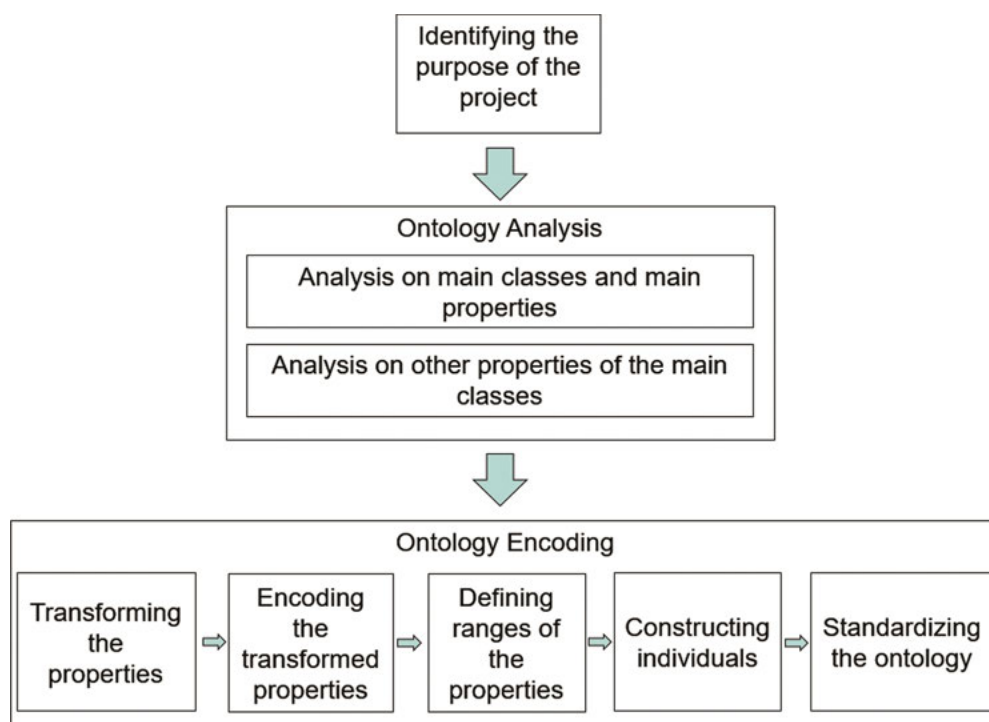 Identifying the
purpose of the
project
Ontology Analysis
Analysis on main classes and main
properties
Analysis on other properties of the main
classes
Ontology Encoding
Transforming
the
properties
Encoding
the
transformed
properties
Defining
ranges of
the
properties
Constructing
individuals
Standardizing
the ontology